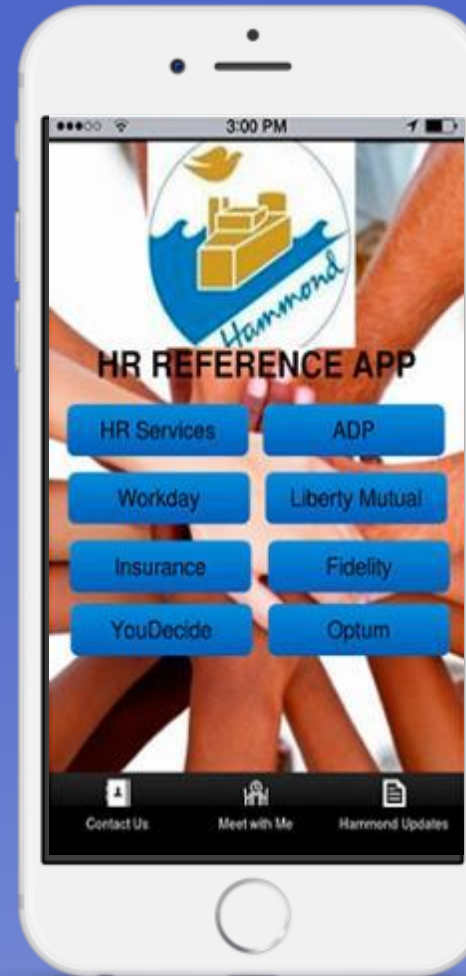 3:00 PM
Hammond
HR REFERENCE APP
HR Services
ADP
Workday
Liberty Mutual
Insurance
Fidelity
YouDecide
Optum
Contact Us
Meet with Me
Hammond Updates